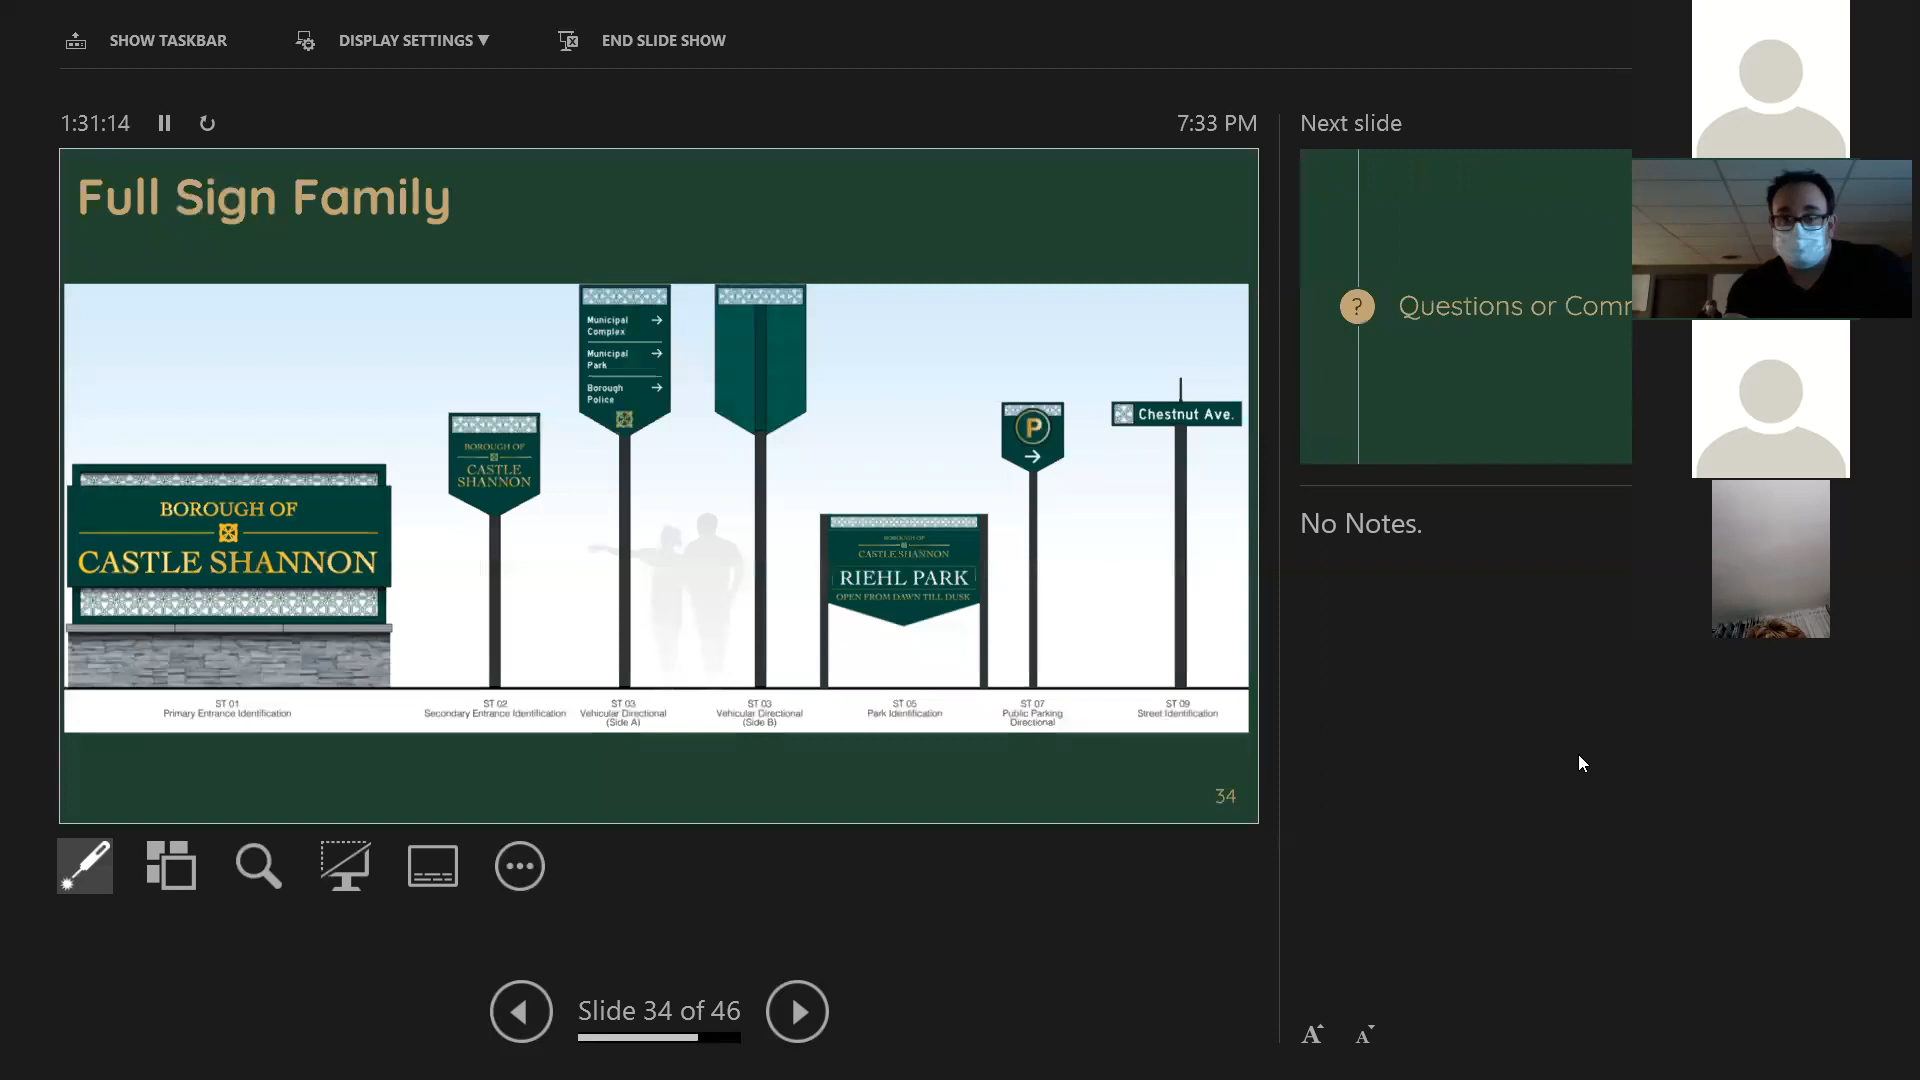 SHOW TASKBAR
DISPLAY SETTINGS ▼
END SLIDE SHOW
1:31:14
7:33 PM
Next slide
Full Sign Family
? Questions or Com
Municipal
Complex
Municipal
Park
Borough
Police
BOROUGH OF
CASTLE
SHANNON
P
Chestnut Ave.
BOROUGH OF
CASTLE SHANNON
BOROUGH OF
CASTLE SHANNON
RIEHL PARK
OPEN FROM DAWN TILL DUSK
No Notes.
ST 01
Primary Entrance Identification
ST 02
Secondary Entrance Identification
ST 03
Vehicular Directional
(Side A)
ST 03
Vehicular Directional
(Side B)
ST 05
Park Identification
ST 07
Public Parking
Directional
ST 09
Street Identification
34
Slide 34 of 46
A A